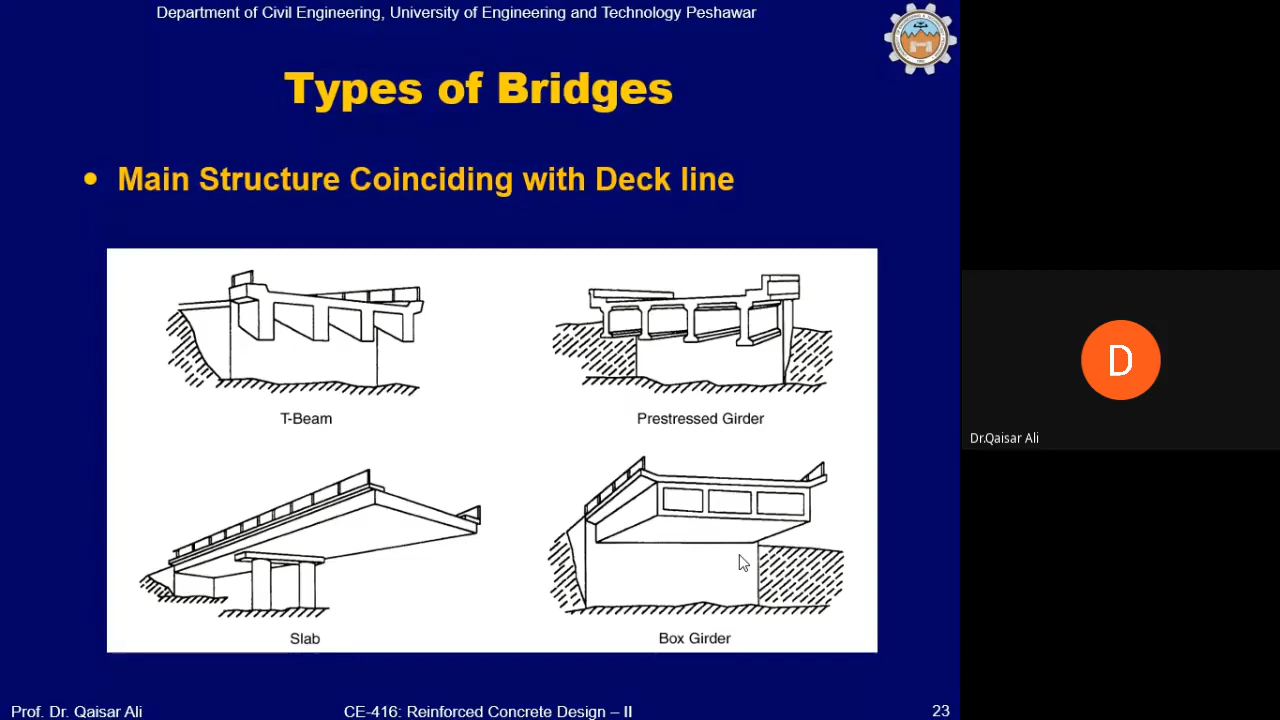 Department of Civil Engineering, University of Engineering and Technology Peshawar
Types of Bridges
• Main Structure Coinciding with Deck line
T-Beam
Prestressed Girder
Slab
Box Girder
D
Dr.Qaisar Ali
Prof. Dr. Qaisar Ali
CE-416: Reinforced Concrete Design – II
23